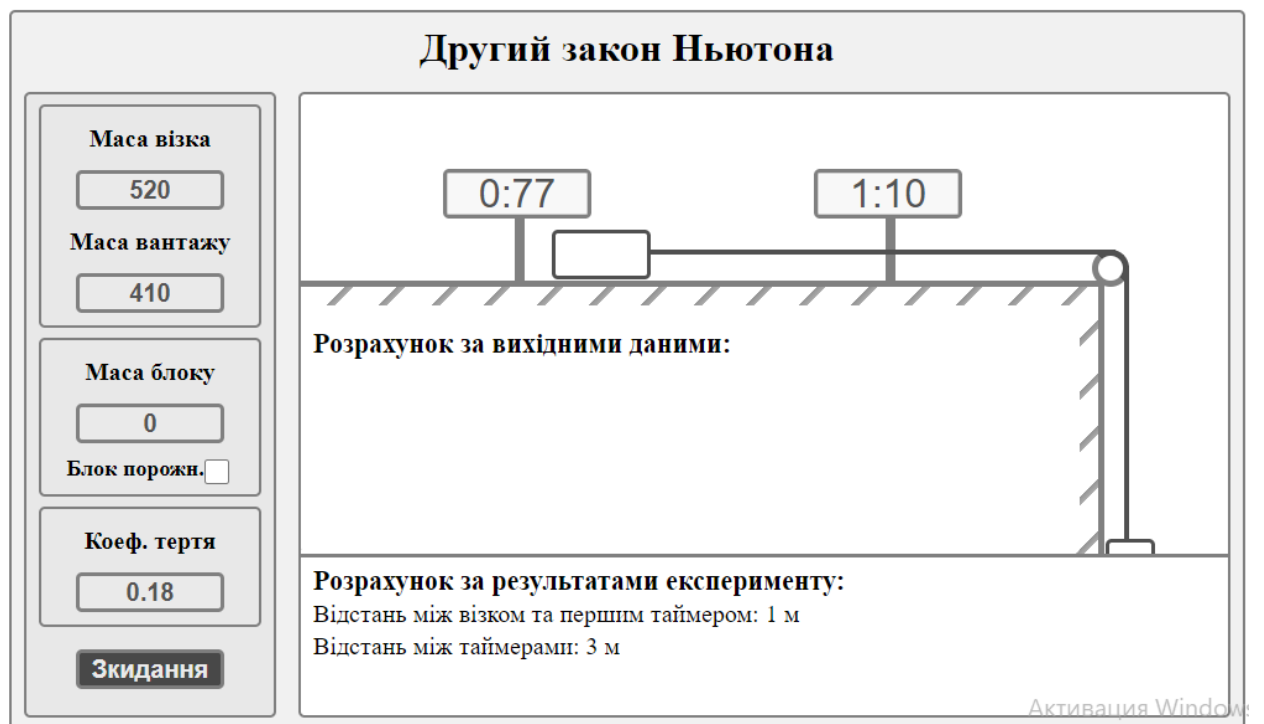 Другий закон Ньютона
Маса візка
520
Маса вантажу
410
Маса блоку
0
Блок порожн.
Коеф. тертя
0.18
Зкидання
0:77
1:10
Розрахунок за вихідними даними:
Розрахунок за результатами експерименту:
Відстань між візком та першим таймером: 1 м
Відстань між таймерами: 3 м
Активация Windows